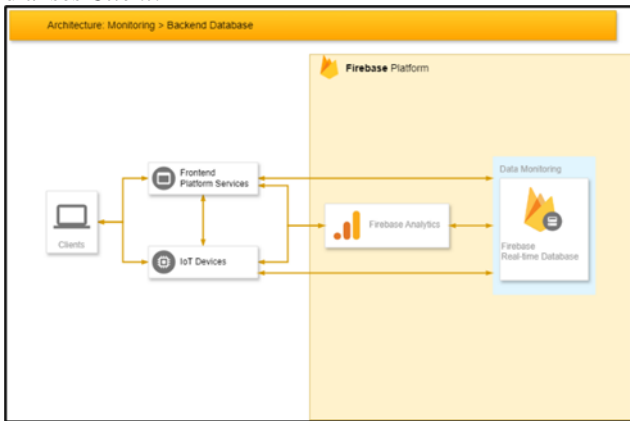 Architecture: Monitoring > Backend Database
Firebase Platform
Data Monitoring
Frontend
Platform Services
Clients
Firebase Analytics
IoT Devices
Firebase
Real-time Database